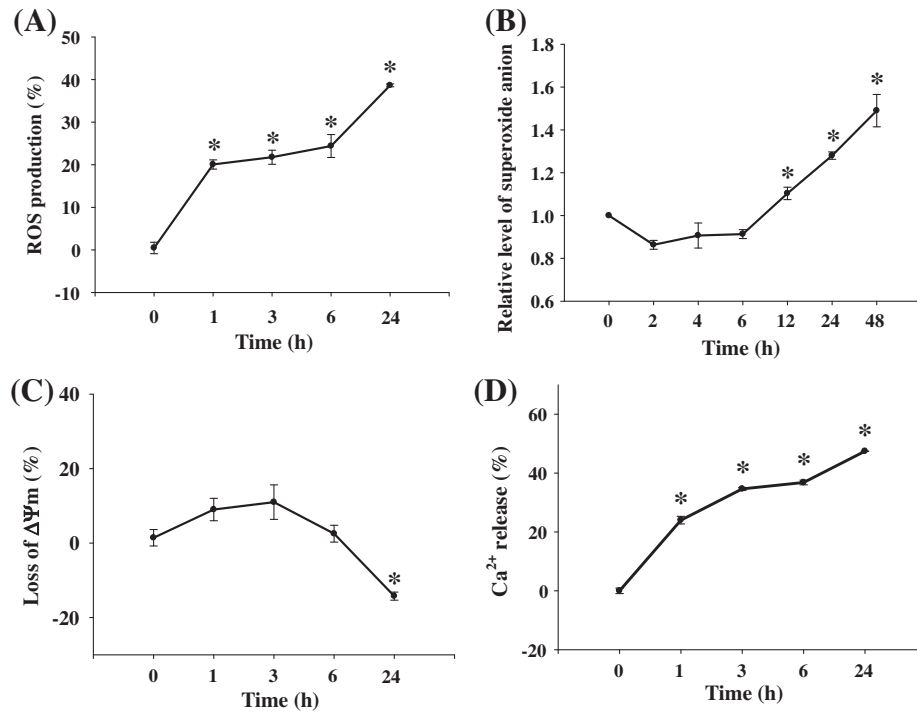 (A)
50
40
30
20
10
0
-10
ROS production (%)
* * * *
0 1 3 6 24
Time (h)
(B)
1.8
1.6
1.4
1.2
1.0
0.8
0.6
Relative level of superoxide anion
* * *
0 2 4 6 12 24 48
Time (h)
(C)
40
20
0
-20
Loss of ΔΨm (%)
*
0 1 3 6 24
Time (h)
(D)
60
40
20
0
-20
Ca²⁺ release (%)
* * * *
0 1 3 6 24
Time (h)